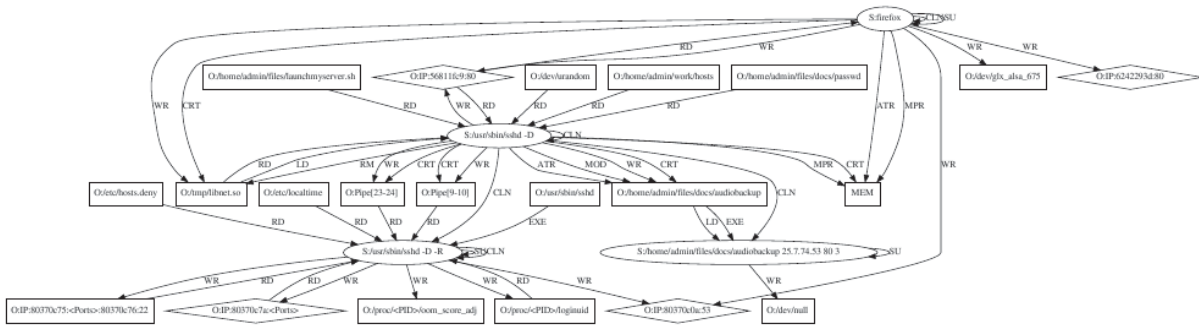 S:firefox
CLN
SU
RD
WR
WR
WR
O:/home/admin/files/launchmyserver.sh
O:IP:56811fc9:80
O:/dev/urandom
O:/home/admin/work/hosts
O:/home/admin/files/docs/passwd
O:/dev/glx_alsa_675
O:IP:6242293d:80
WR
CRT
RD
WR
RD
RD
RD
RD
ATR
MPR
S:/usr/sbin/sshd -D
CLN
RD
LD
RM
WR
CRT
CRT
WR
ATR
MOD
WR
CRT
MPR
CRT
WR
O:/etc/hosts.deny
O:/tmp/libnet.so
O:/etc/localtime
O:Pipe[23-24]
O:Pipe[9-10]
CLN
O:/usr/sbin/sshd
O:/home/admin/files/docs/audiobackup
CLN
MEM
RD
RD
RD
RD
EXE
LD
EXE
S:/usr/sbin/sshd -D -R
SU
CLN
S:/home/admin/files/docs/audiobackup 25.7.74.53 80 3
SU
WR
RD
RD
WR
WR
WR
RD
WR
WR
O:IP:80370c75:<Ports>:80370c76:22
O:IP:80370c7a:<Ports>
O:/proc/<PID>/oom_score_adj
O:/proc/<PID>/loginuid
O:IP:80370c0a:53
O:/dev/null